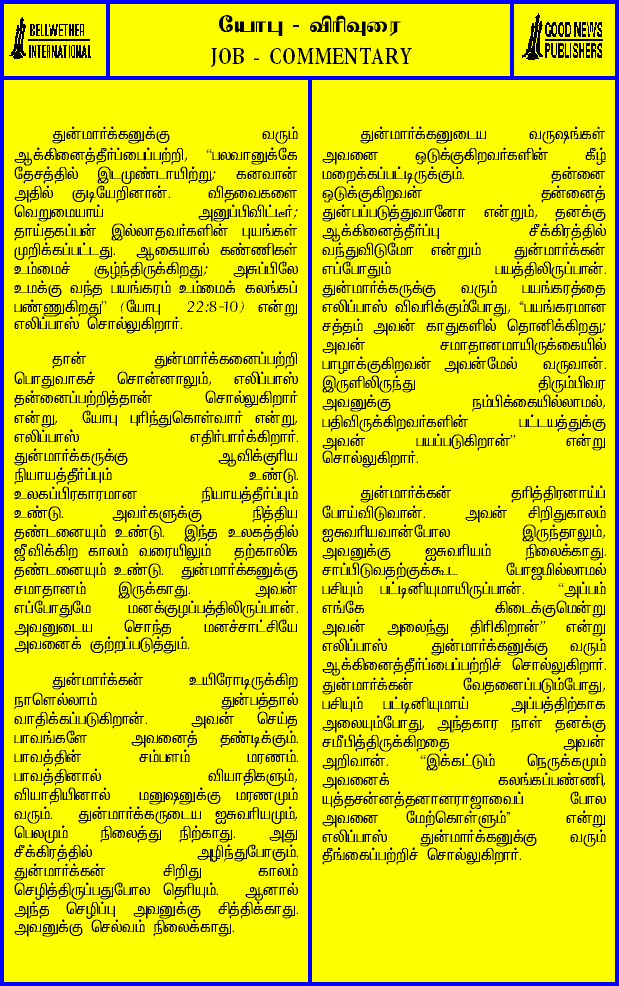 BELLWETHER
INTERNATIONAL
யோபு - விரிவுரை
JOB - COMMENTARY
GOOD NEWS
PUBLISHERS
துன்மார்க்கனுக்கு வரும்
ஆக்கினைத்தீர்ப்பைப்பற்றி, “பலவானுக்கே
தேசத்தில் இடமுண்டாயிற்று; கனவான்
அதில் குடியேறினான். விதவைகளை
வெறுமையாய் அனுப்பிவிட்டீர்;
தாய்தகப்பன் இல்லாதவர்களின் புயங்கள்
முறிக்கப்பட்டது. ஆகையால் கண்ணிகள்
உம்மைச் சூழ்ந்திருக்கிறது; அசுப்பிலே
உமக்கு வந்த பயங்கரம் உம்மைக் கலங்கப்
பண்ணுகிறது” (யோபு 22:8-10) என்று
எலிப்பாஸ் சொல்லுகிறார்.
தான் துன்மார்க்கனைப்பற்றி
பொதுவாகச் சொன்னாலும், எலிப்பாஸ்
தன்னைப்பற்றித்தான் சொல்லுகிறார்
என்று, யோபு புரிந்துகொள்வார் என்று,
எலிப்பாஸ் எதிர்பார்க்கிறார்.
துன்மார்க்கருக்கு ஆவிக்குரிய
நியாயத்தீர்ப்பும் உண்டு.
உலகப்பிரகாரமான நியாயத்தீர்ப்பும்
உண்டு. அவர்களுக்கு நித்திய
தண்டனையும் உண்டு. இந்த உலகத்தில்
ஜீவிக்கிற காலம் வரையிலும் தற்காலிக
தண்டனையும் உண்டு. துன்மார்க்கனுக்கு
சமாதானம் இருக்காது. அவன்
எப்போதுமே மனக்குழப்பத்திலிருப்பான்.
அவனுடைய சொந்த மனச்சாட்சியே
அவனைக் குற்றப்படுத்தும்.
துன்மார்க்கன் உயிரோடிருக்கிற
நாளெல்லாம் துன்பத்தால்
வாதிக்கப்படுகிறான். அவன் செய்த
பாவங்களே அவனைத் தண்டிக்கும்.
பாவத்தின் சம்பளம் மரணம்.
பாவத்தினால் வியாதிகளும்,
வியாதியினால் மனுஷனுக்கு மரணமும்
வரும். துன்மார்க்கருடைய ஐசுவரியமும்,
பெலமும் நிலைத்து நிற்காது. அது
சீக்கிரத்தில் அழிந்துபோகும்.
துன்மார்க்கன் சிறிது காலம்
செழித்திருப்பதுபோல தெரியும். ஆனால்
அந்த செழிப்பு அவனுக்கு சித்திக்காது.
அவனுக்கு செல்வம் நிலைக்காது.
துன்மார்க்கனுடைய வருஷங்கள்
அவனை ஒடுக்குகிறவர்களின் கீழ்
மறைக்கப்பட்டிருக்கும். தன்னை
ஒடுக்குகிறவன் தன்னைத்
துன்பப்படுத்துவானோ என்றும், தனக்கு
ஆக்கினைத்தீர்ப்பு சீக்கிரத்தில்
வந்துவிடுமோ என்றும் துன்மார்க்கன்
எப்போதும் பயத்திலிருப்பான்.
துன்மார்க்கருக்கு வரும் பயங்கரத்தை
எலிப்பாஸ் விவரிக்கும்போது, “பயங்கரமான
சத்தம் அவன் காதுகளில் தொனிக்கிறது;
அவன் சமாதானமாயிருக்கையில்
பாழாக்குகிறவன் அவன்மேல் வருவான்.
இருளிலிருந்து திரும்பிவர
அவனுக்கு நம்பிக்கையில்லாமல்,
பதிவிருக்கிறவர்களின் பட்டயத்துக்கு
அவன் பயப்படுகிறான்” என்று
சொல்லுகிறார்.
துன்மார்க்கன் தரித்திரனாய்ப்
போய்விடுவான். அவன் சிறிதுகாலம்
ஐசுவரியவான்போல இருந்தாலும்,
அவனுக்கு ஐசுவரியம் நிலைக்காது.
சாப்பிடுவதற்குக்கூட போஜமில்லாமல்
பசியும் பட்டினியுமாயிருப்பான். “அப்பம்
எங்கே கிடைக்குமென்று
அவன் அலைந்து திரிகிறான்” என்று
எலிப்பாஸ் துன்மார்க்கனுக்கு வரும்
ஆக்கினைத்தீர்ப்பைப்பற்றிச் சொல்லுகிறார்.
துன்மார்க்கன் வேதனைப்படும்போது,
பசியும் பட்டினியுமாய் அப்பத்திற்காக
அலையும்போது, அந்தகார நாள் தனக்கு
சமீபித்திருக்கிறதை அவன்
அறிவான். “இக்கட்டும் நெருக்கமும்
அவனைக் கலங்கப்பண்ணி,
யுத்தசன்னத்தனானராஜாவைப் போல
அவனை மேற்கொள்ளும்” என்று
எலிப்பாஸ் துன்மார்க்கனுக்கு வரும்
தீங்கைப்பற்றிச் சொல்லுகிறார்.